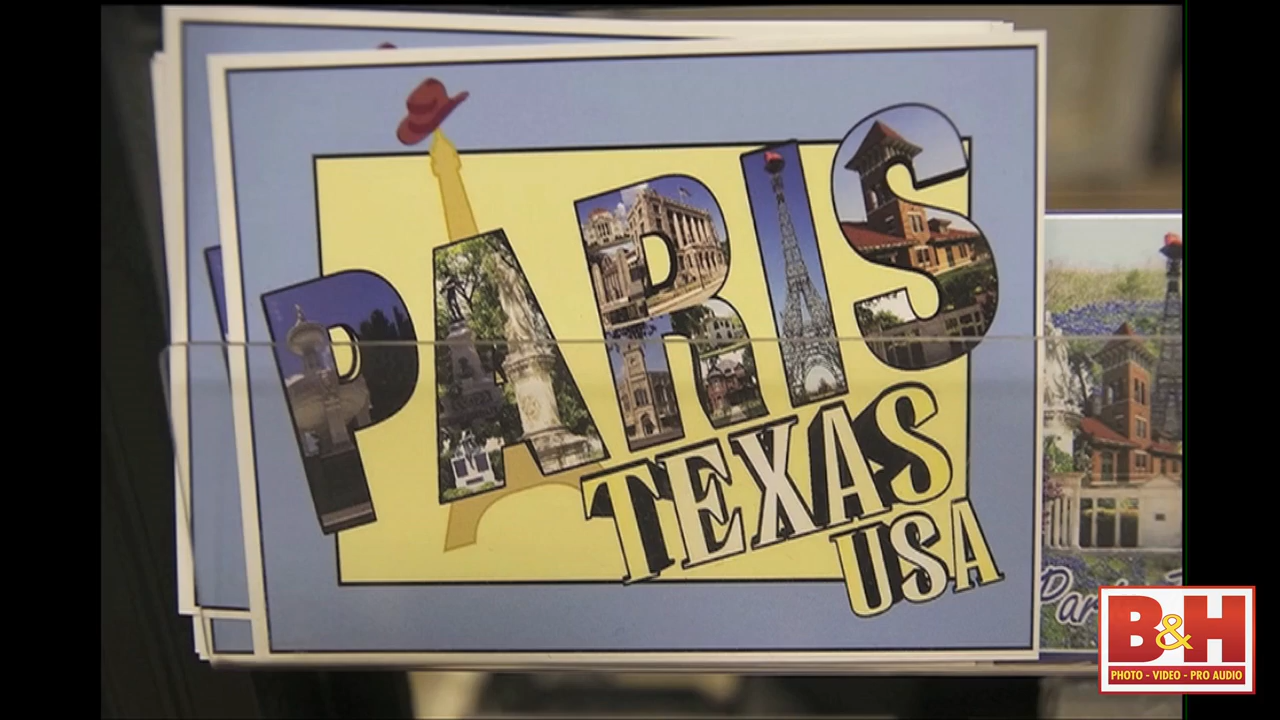 PARIS
TEXAS
USA
B&H
PHOTO - VIDEO - PRO AUDIO